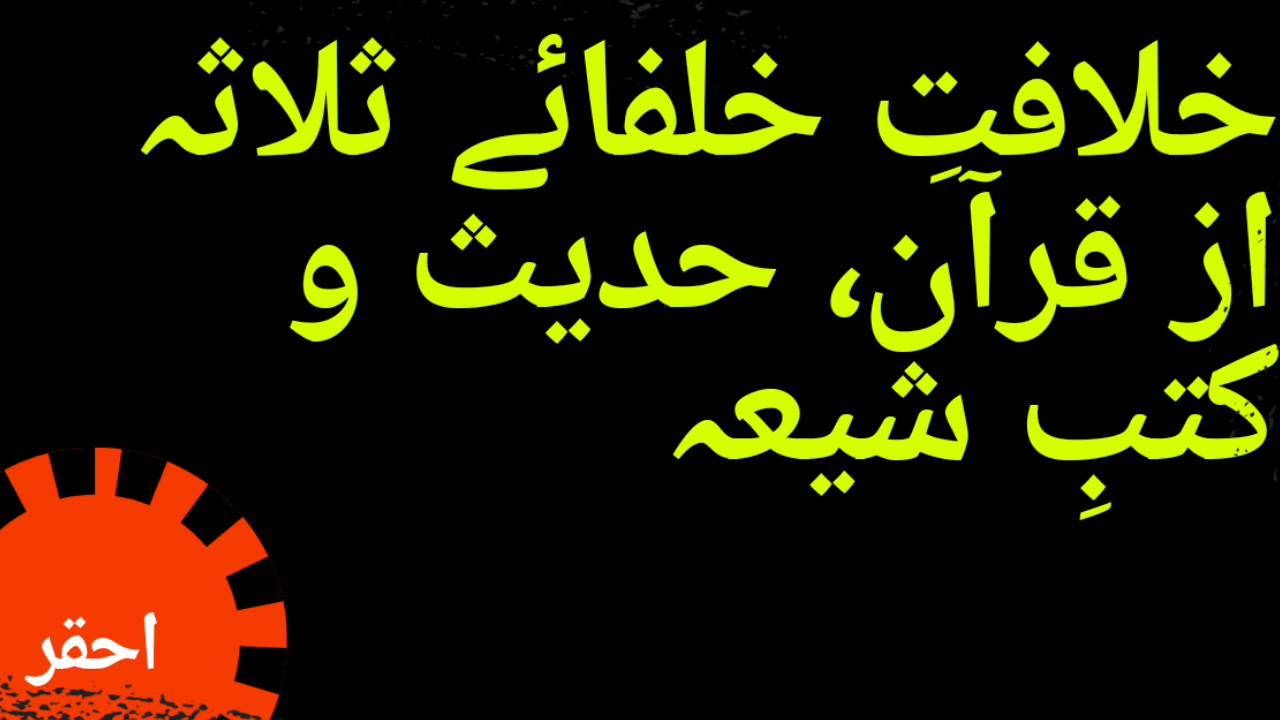 خلافتِ خلفائے ثلاثہ
از قرآن، حدیث و
کتبِ شیعہ
احقر